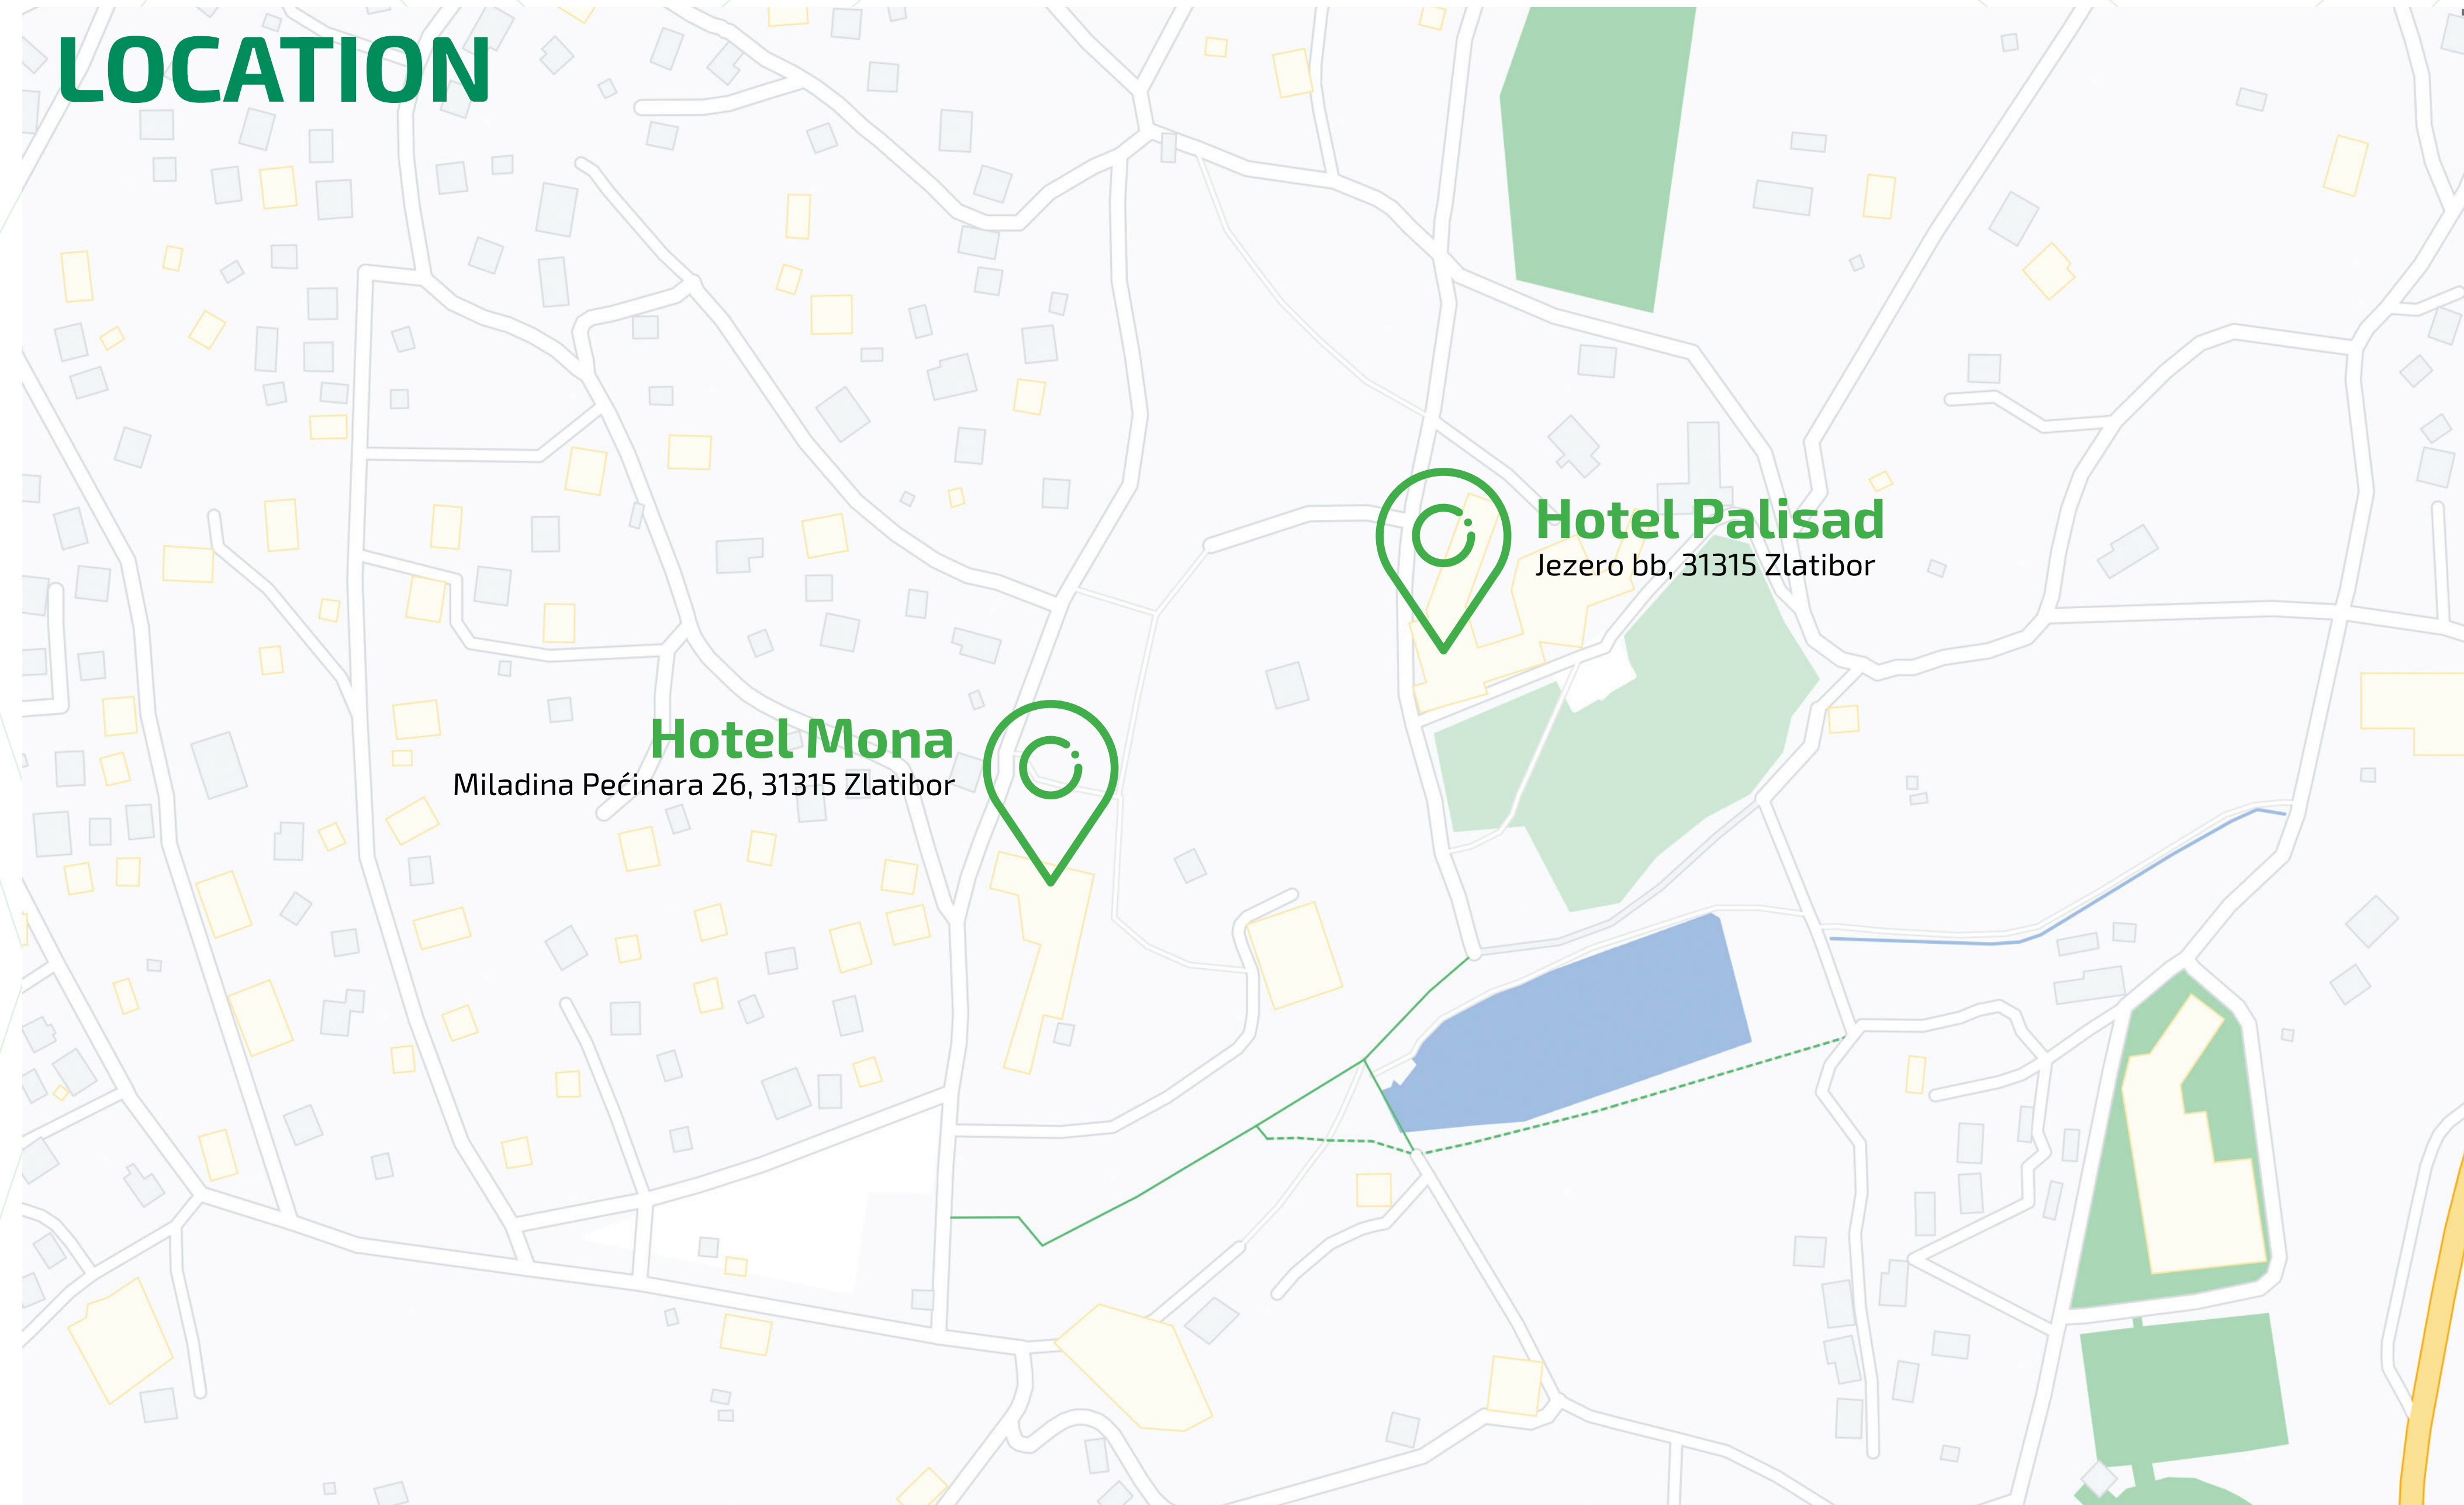 LOCATION
Hotel Palisad
Jezero bb, 31315 Zlatibor
Hotel Mona
Miladina Pećinara 26, 31315 Zlatibor